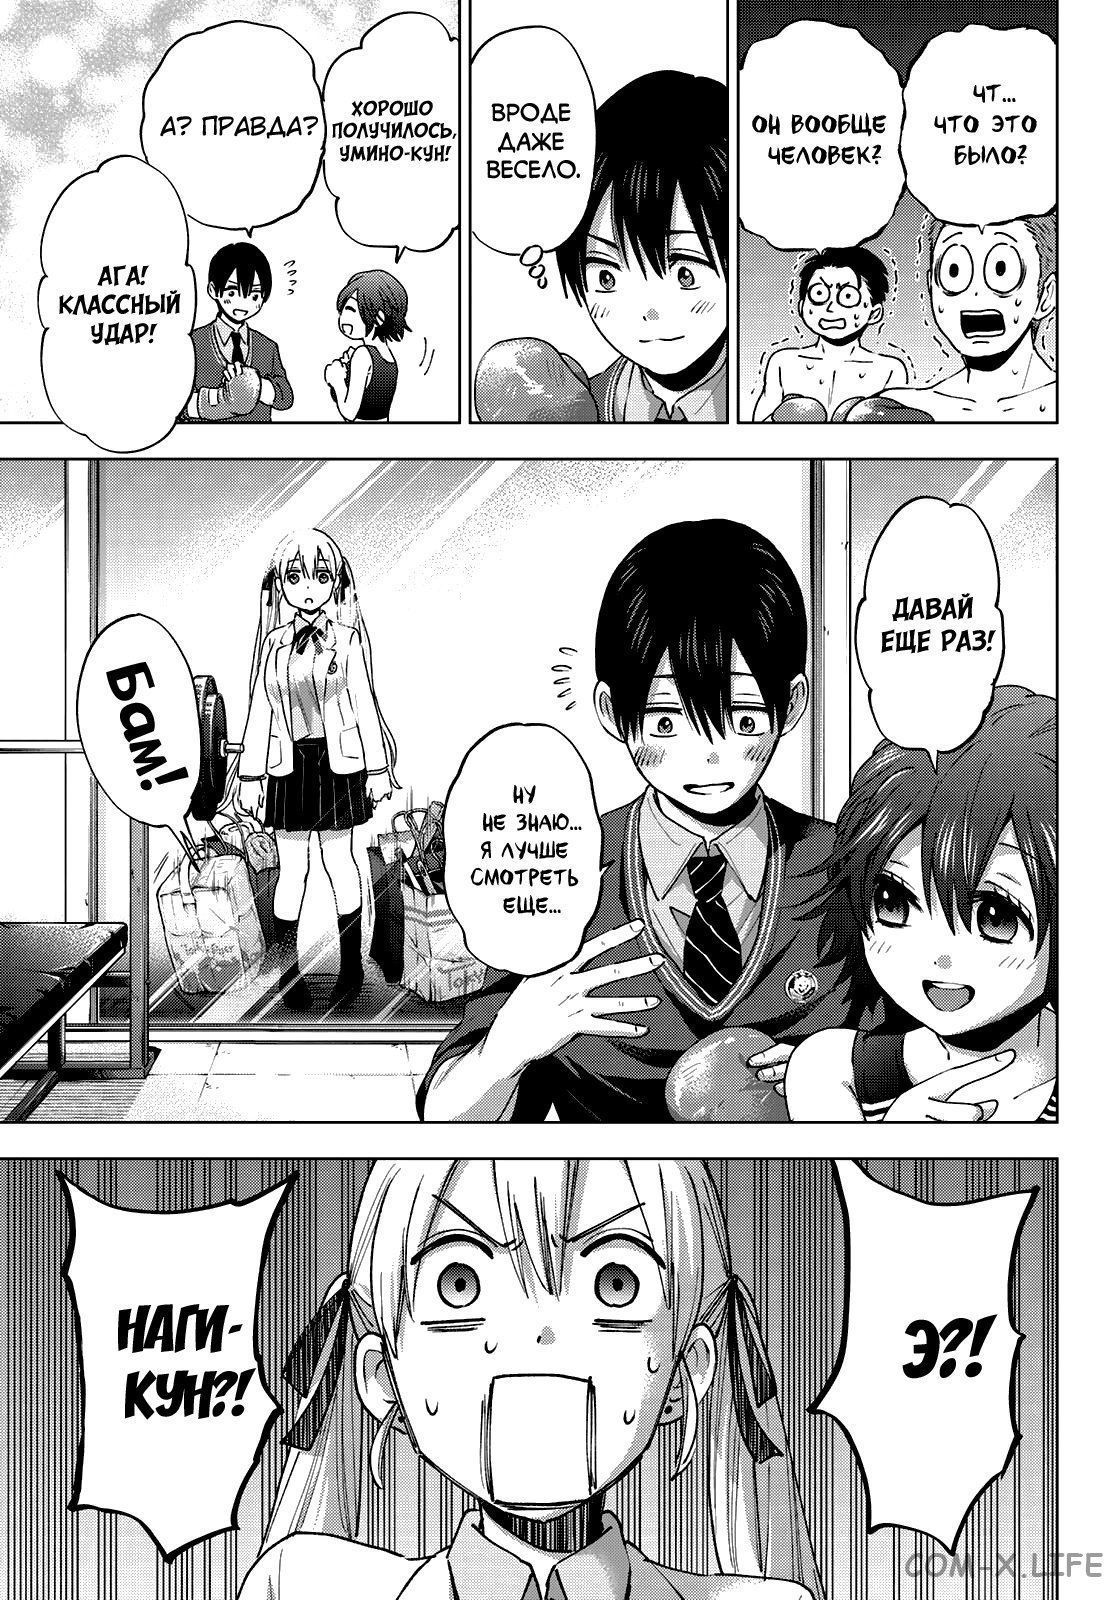 ЧТ...
ЧТО ЭТО
БЫЛО?
ОН ВООБЩЕ
ЧЕЛОВЕК?
ВРОДЕ
ДАЖЕ
ВЕСЕЛО.
ХОРОШО
ПОЛУЧИЛОСЬ,
УМИНО-КУН!
А? ПРАВДА?
АГА!
КЛАССНЫЙ
УДАР!
ДАВАЙ
ЕЩЕ РАЗ!
НУ
НЕ ЗНАЮ...
Я ЛУЧШЕ
СМОТРЕТЬ
ЕЩЕ...
Бам!
Э?!
НАГИ-
КУН?!
COM-X.LIFE